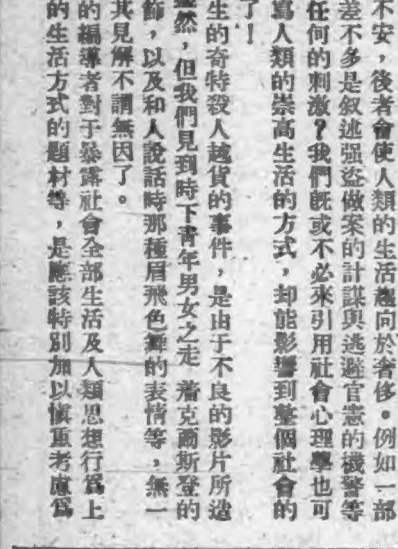 不安，後者會使人類的生活趨向於奢侈。例如一部
差不多是叙述强盜做案的計謀與逃避官憲的機警等
任何的刺激？我們旣或不必來引用社會心理學也可
寫人類的崇高生活的方式，却能影響到整個社會的
了！
生的奇特發人越貨的事件，是由于不良的影片所造
然，但我們見到時下青年男女之走 着克爾斯登的
飾，以及和人說話時那種眉飛色舞的表情等，無一
其見解不謂無因了。
的編導者對于暴露社會全部生活及人類思想行爲上
的生活方式的題材等，是應該特別加以愼重考慮爲